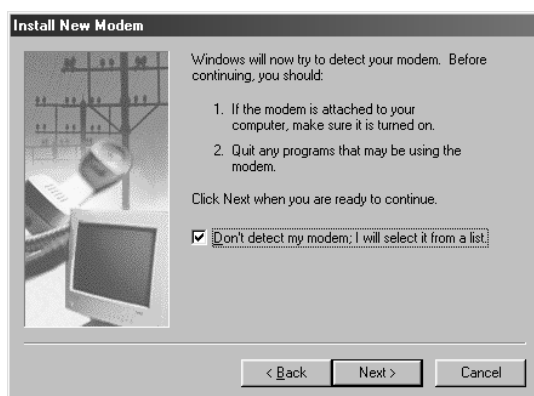 Install New Modem
Windows will now try to detect your modem. Before
continuing, you should:
1. If the modem is attached to your
computer, make sure it is turned on.
2. Quit any programs that may be using the
modem.
Click Next when you are ready to continue.
Don't detect my modem; I will select it from a list.
< Back
Next >
Cancel